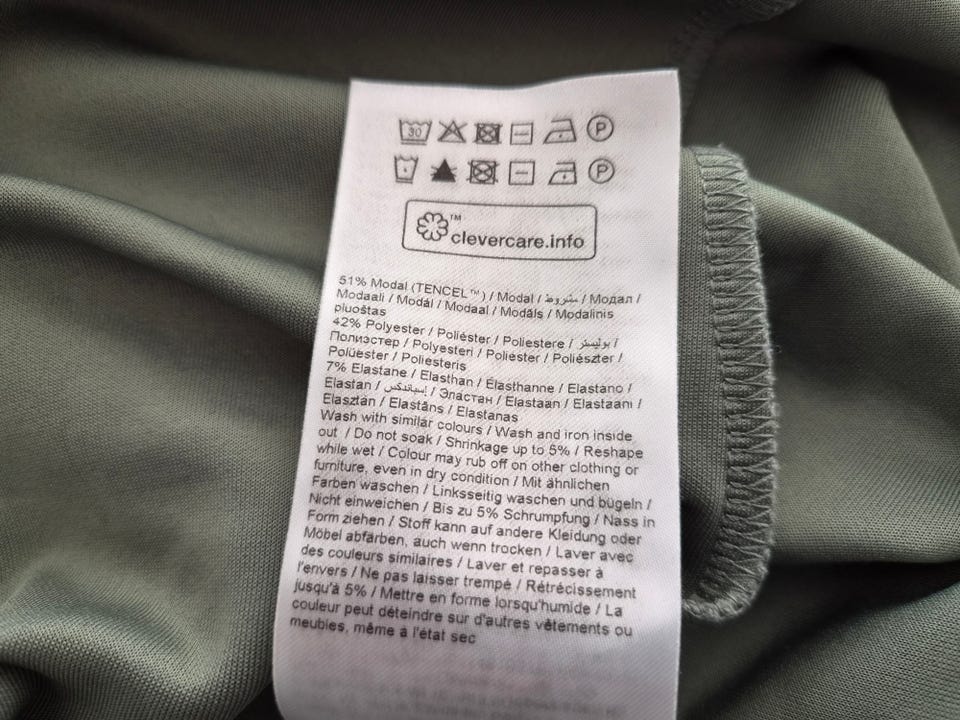 30 P
P
™ clevercare.info
51% Modal (TENCEL™) / Modal / مشروط / Модал /
Modaali / Modál / Modaal / Modāls / Modalinis
pluoštas
42% Polyester / Poliéster / Poliestere / بوليستر /
Полиэстер / Polyesteri / Poliester / Poliészter /
Polüester / Poliesteris
7% Elastane / Elasthan / Élasthanne / Elastano /
Elastan / إسباندكس / Эластан / Elastaan / Elastaani /
Elasztán / Elastāns / Elastanas
Wash with similar colours / Wash and iron inside
out / Do not soak / Shrinkage up to 5% / Reshape
while wet / Colour may rub off on other clothing or
furniture, even in dry condition / Mit ähnlichen
Farben waschen / Linksseitig waschen und bügeln /
Nicht einweichen / Bis zu 5% Schrumpfung / Nass in
Form ziehen / Stoff kann auf andere Kleidung oder
Möbel abfärben, auch wenn trocken / Laver avec
des couleurs similaires / Laver et repasser à
l'envers / Ne pas laisser trempé / Rétrécissement
jusqu'à 5% / Mettre en forme lorsqu'humide / La
couleur peut déteindre sur d'autres vêtements ou
meubles, même à l'état sec